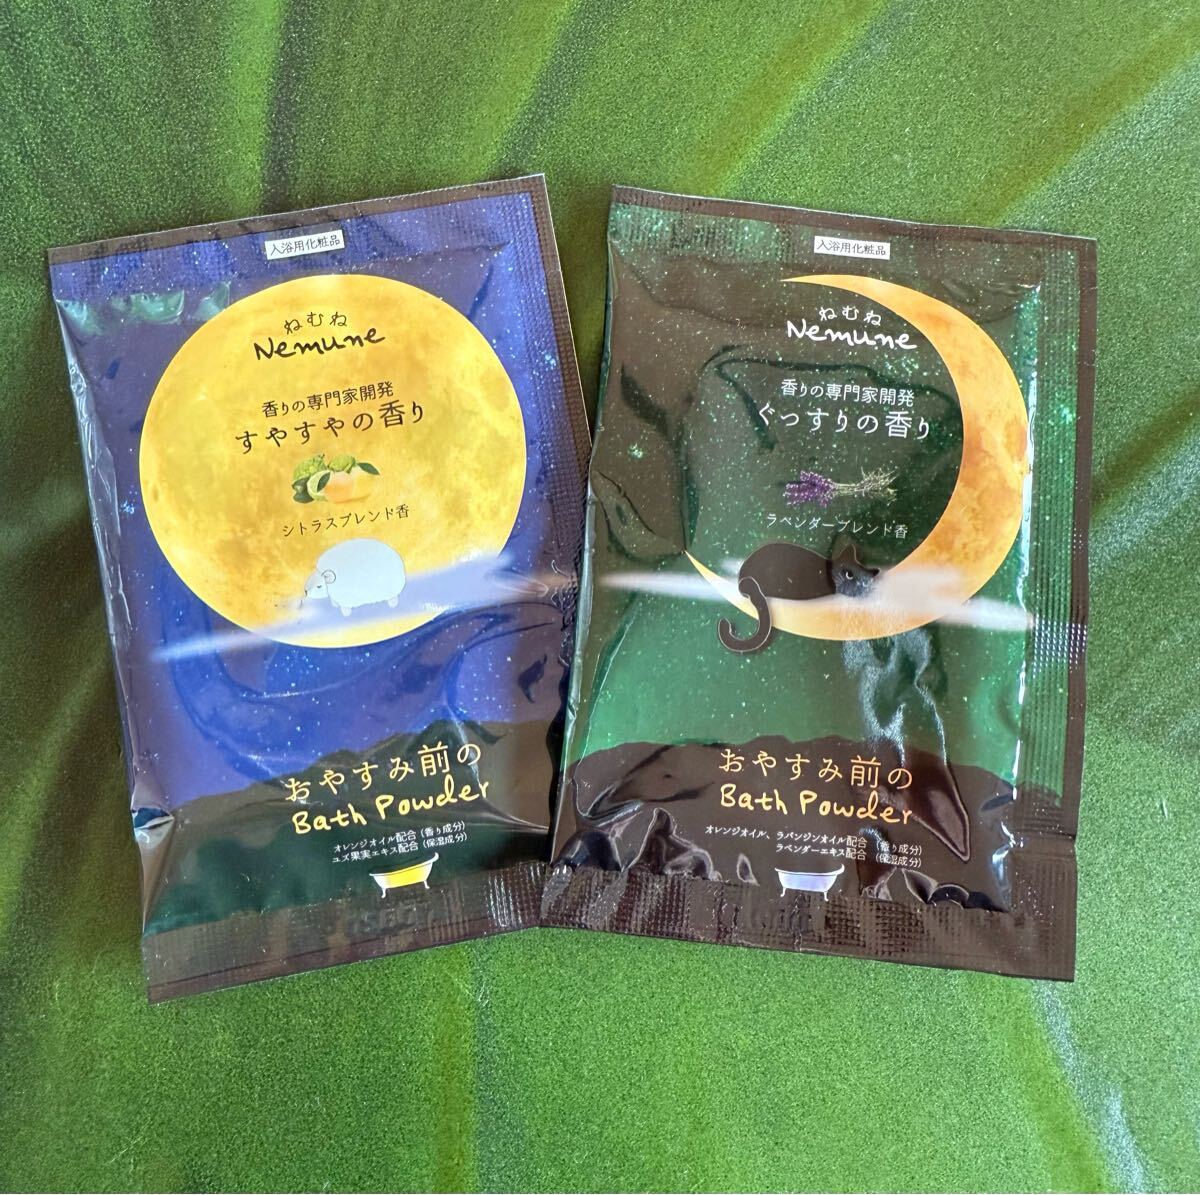 入浴用化粧品
ねむね
Nemune
香りの専門家開発
すやすやの香り
シトラスブレンド香
おやすみ前の
Bath Powder
オレンジオイル配合（香り成分）
ユズ果実エキス配合（保湿成分）
入浴用化粧品
ねむね
Nemune
香りの専門家開発
ぐっすりの香り
ラベンダーブレンド香
おやすみ前の
Bath Powder
オレンジオイル、ラバンジンオイル配合（香り成分）
ラベンダーエキス配合（保湿成分）